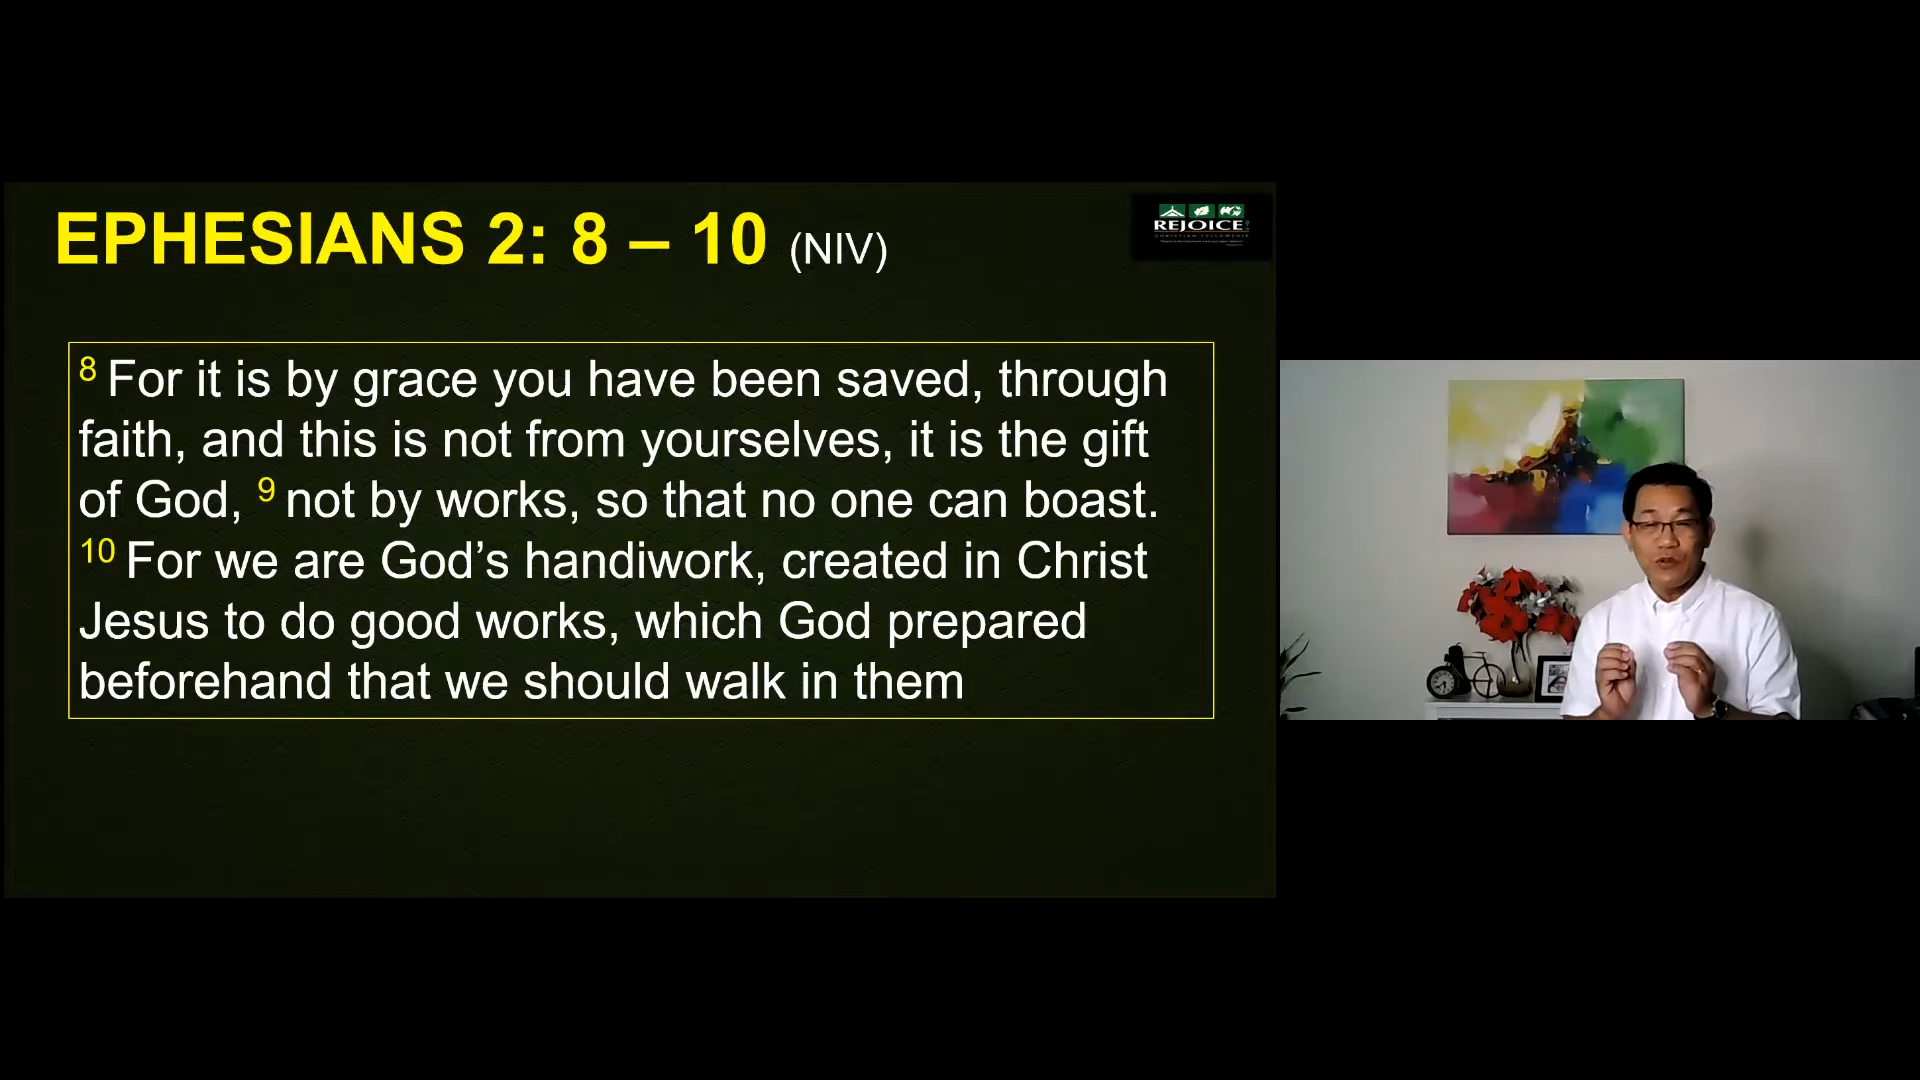 EPHESIANS 2: 8 – 10 (NIV)
REJOICE
CHRISTIAN FELLOWSHIP
8 For it is by grace you have been saved, through
faith, and this is not from yourselves, it is the gift
of God, 9 not by works, so that no one can boast.
10 For we are God’s handiwork, created in Christ
Jesus to do good works, which God prepared
beforehand that we should walk in them